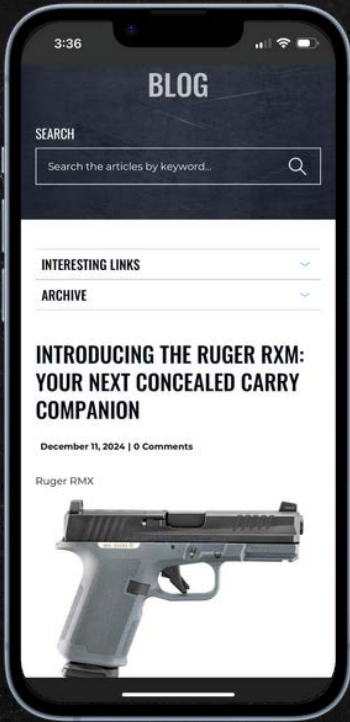 3:36
BLOG
SEARCH
Search the articles by keyword...
INTERESTING LINKS
ARCHIVE
INTRODUCING THE RUGER RXM:
YOUR NEXT CONCEALED CARRY
COMPANION
December 11, 2024 | 0 Comments
Ruger RMX